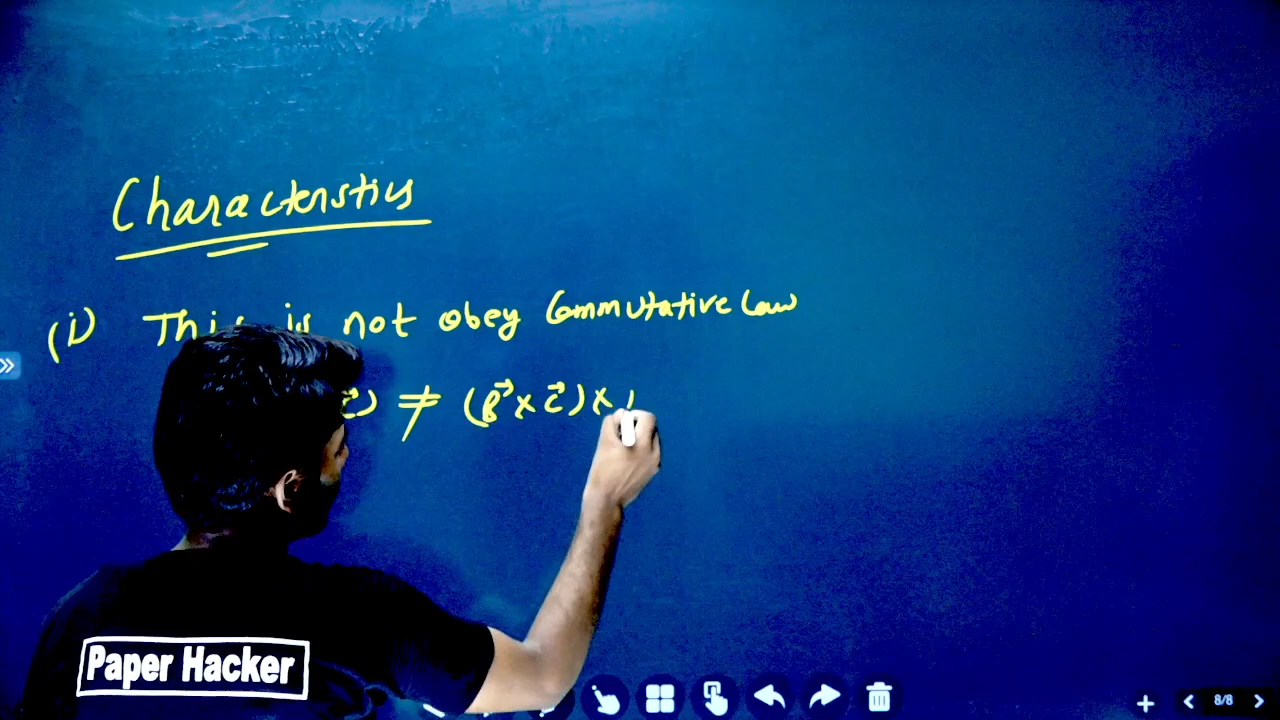 Characteristics
(i) This is not obey Commutative Law
c⃗) ≠ (B⃗ × c⃗) ×
Paper Hacker
8/8